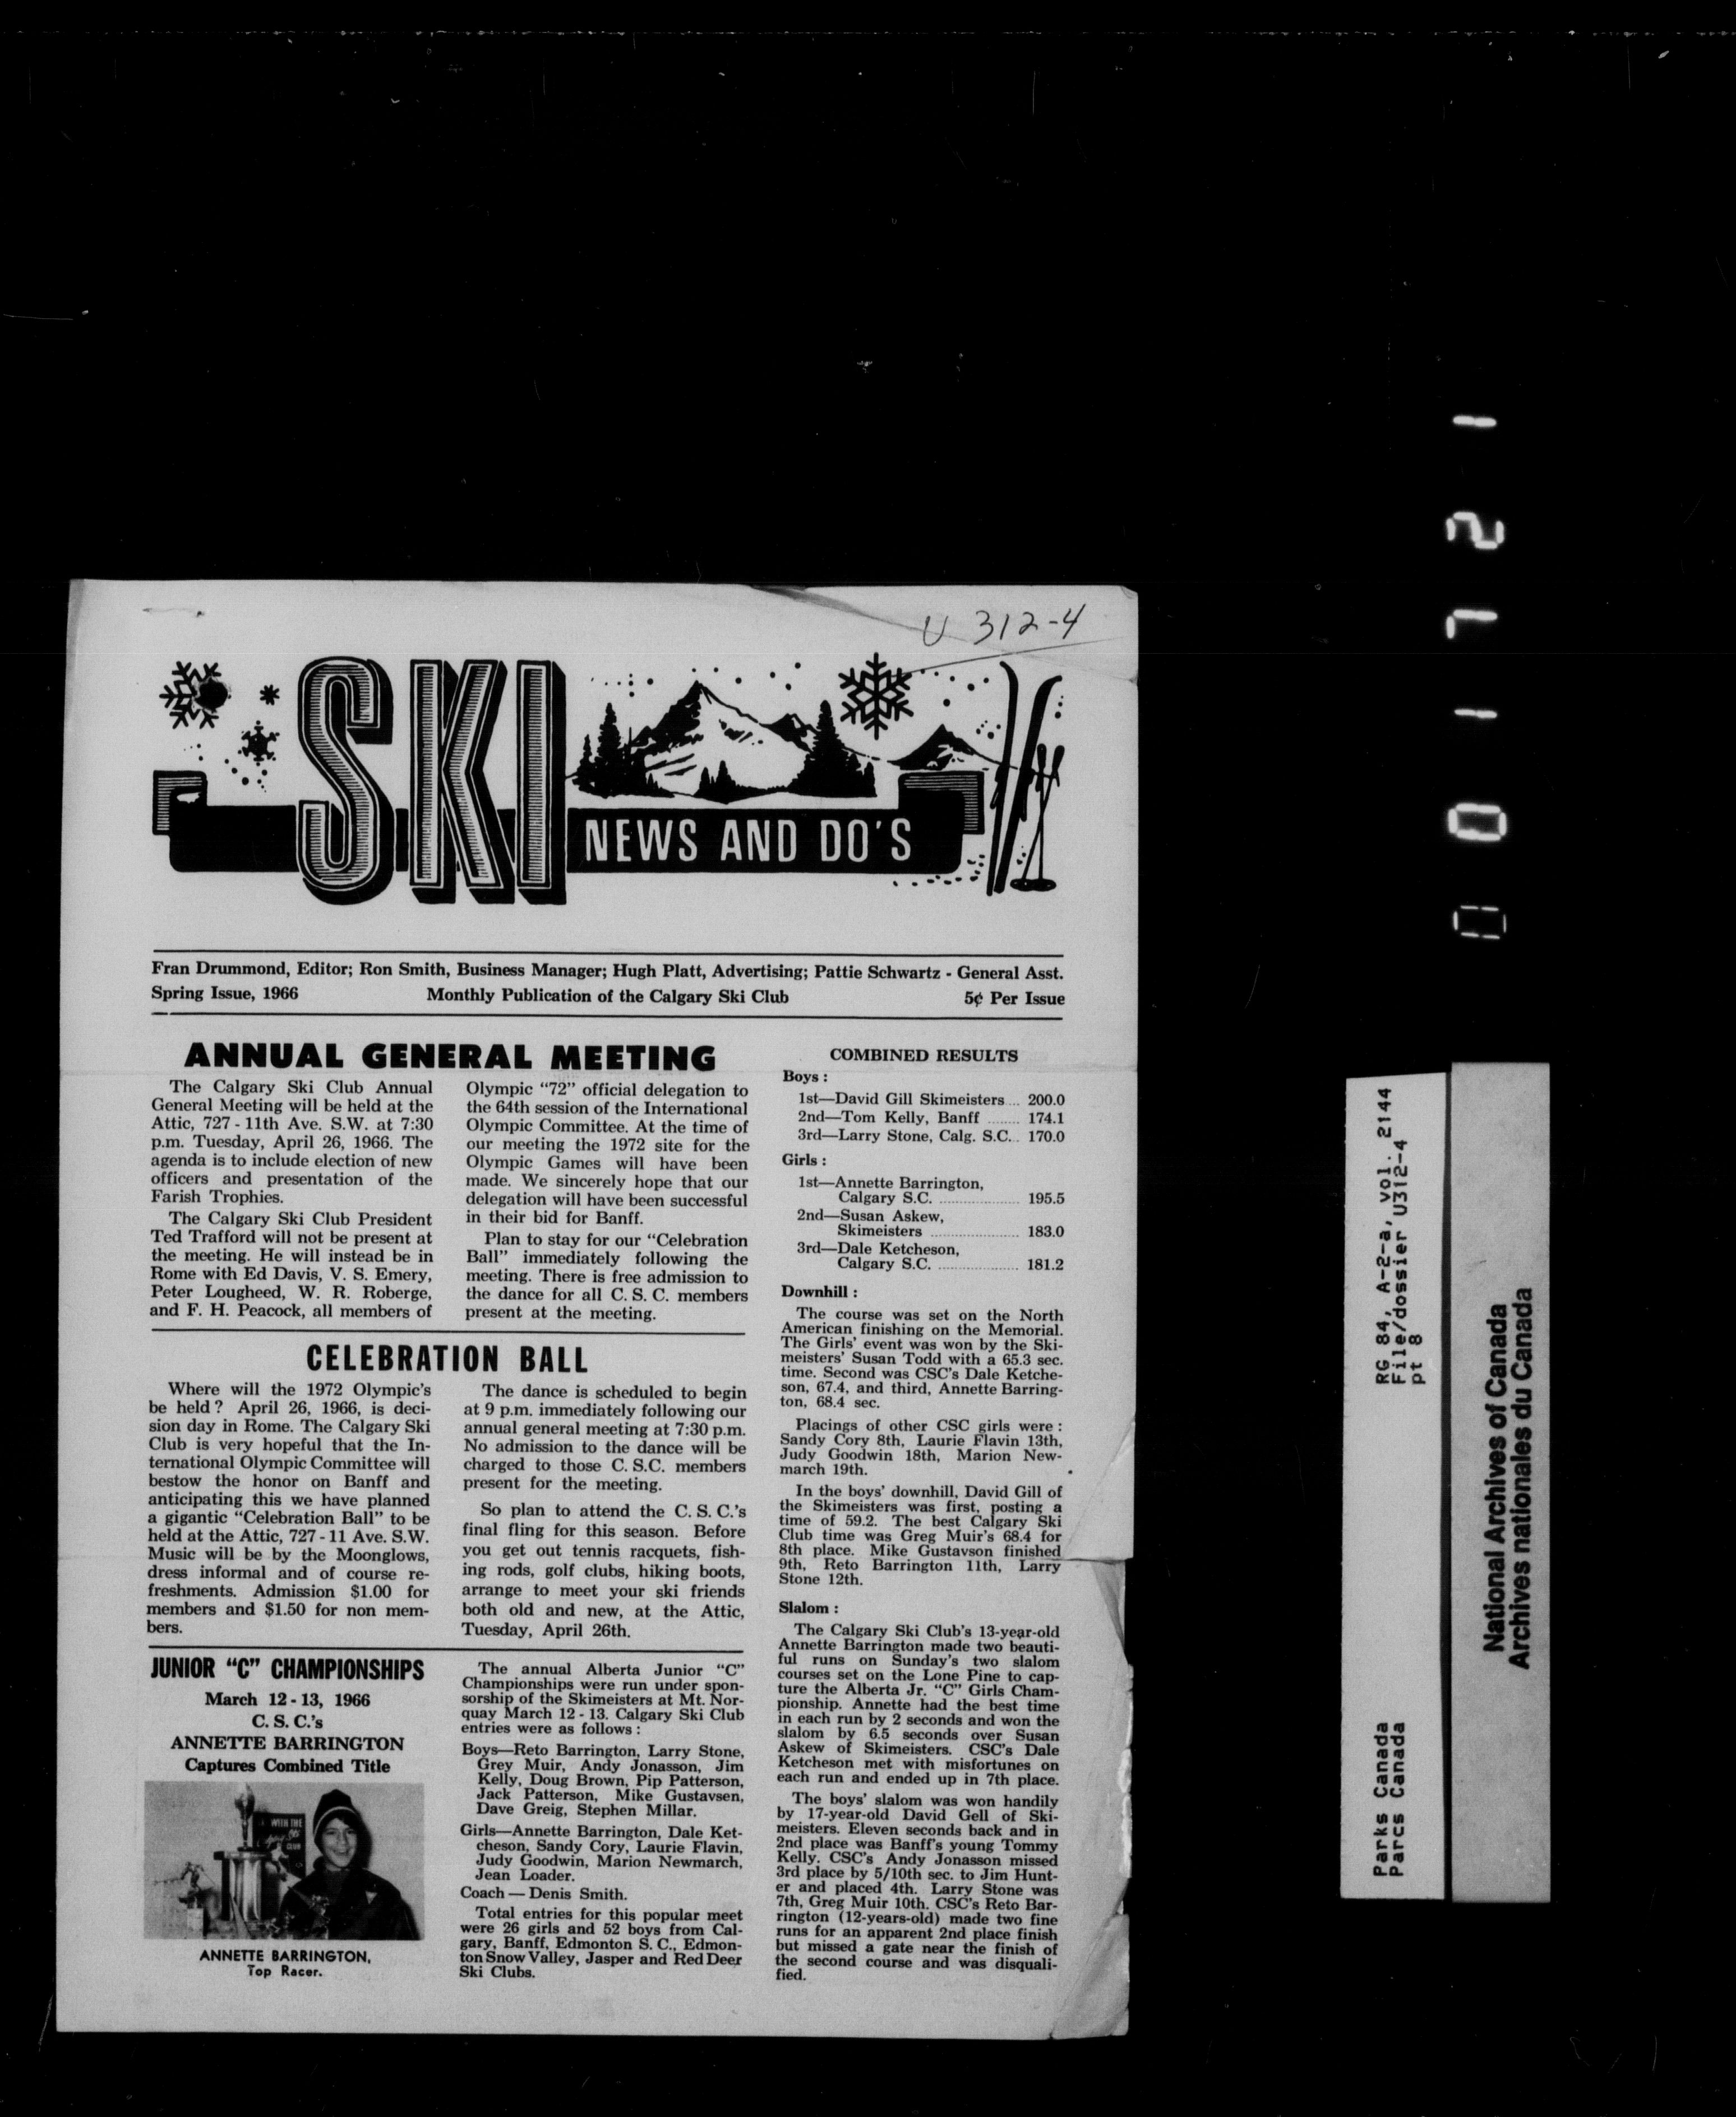 U 312-4
SKI
NEWS AND DO'S
Fran Drummond, Editor; Ron Smith, Business Manager; Hugh Platt, Advertising; Pattie Schwartz - General Asst.
Spring Issue, 1966 Monthly Publication of the Calgary Ski Club 5¢ Per Issue
ANNUAL GENERAL MEETING
The Calgary Ski Club Annual
General Meeting will be held at the
Attic, 727 - 11th Ave. S.W. at 7:30
p.m. Tuesday, April 26, 1966. The
agenda is to include election of new
officers and presentation of the
Farish Trophies.
The Calgary Ski Club President
Ted Trafford will not be present at
the meeting. He will instead be in
Rome with Ed Davis, V. S. Emery,
Peter Lougheed, W. R. Roberge,
and F. H. Peacock, all members of
Olympic "72" official delegation to
the 64th session of the International
Olympic Committee. At the time of
our meeting the 1972 site for the
Olympic Games will have been
made. We sincerely hope that our
delegation will have been successful
in their bid for Banff.
Plan to stay for our "Celebration
Ball" immediately following the
meeting. There is free admission to
the dance for all C. S. C. members
present at the meeting.
CELEBRATION BALL
Where will the 1972 Olympic's
be held? April 26, 1966, is deci-
sion day in Rome. The Calgary Ski
Club is very hopeful that the In-
ternational Olympic Committee will
bestow the honor on Banff and
anticipating this we have planned
a gigantic "Celebration Ball" to be
held at the Attic, 727 - 11 Ave. S.W.
Music will be by the Moonglows,
dress informal and of course re-
freshments. Admission $1.00 for
members and $1.50 for non mem-
bers.
The dance is scheduled to begin
at 9 p.m. immediately following our
annual general meeting at 7:30 p.m.
No admission to the dance will be
charged to those C. S.C. members
present for the meeting.
So plan to attend the C. S. C.'s
final fling for this season. Before
you get out tennis racquets, fish-
ing rods, golf clubs, hiking boots,
arrange to meet your ski friends
both old and new, at the Attic,
Tuesday, April 26th.
JUNIOR "C" CHAMPIONSHIPS
March 12 - 13, 1966
C. S. C.'s
ANNETTE BARRINGTON
Captures Combined Title
WITH THE
CLUB
ANNETTE BARRINGTON,
Top Racer.
The annual Alberta Junior "C"
Championships were run under spon-
sorship of the Skimeisters at Mt. Nor-
quay March 12 - 13. Calgary Ski Club
entries were as follows :
Boys—Reto Barrington, Larry Stone,
Grey Muir, Andy Jonasson, Jim
Kelly, Doug Brown, Pip Patterson,
Jack Patterson, Mike Gustavsen,
Dave Greig, Stephen Millar.
Girls—Annette Barrington, Dale Ket-
cheson, Sandy Cory, Laurie Flavin,
Judy Goodwin, Marion Newmarch,
Jean Loader.
Coach — Denis Smith.
Total entries for this popular meet
were 26 girls and 52 boys from Cal-
gary, Banff, Edmonton S. C., Edmon-
ton Snow Valley, Jasper and Red Deer
Ski Clubs.
COMBINED RESULTS
Boys :
1st—David Gill Skimeisters ... 200.0
2nd—Tom Kelly, Banff ........ 174.1
3rd—Larry Stone, Calg. S.C... 170.0
Girls :
1st—Annette Barrington,
Calgary S.C. .................... 195.5
2nd—Susan Askew,
Skimeisters ...................... 183.0
3rd—Dale Ketcheson,
Calgary S.C. .................... 181.2
Downhill :
The course was set on the North
American finishing on the Memorial.
The Girls' event was won by the Ski-
meisters' Susan Todd with a 65.3 sec.
time. Second was CSC's Dale Ketche-
son, 67.4, and third, Annette Barring-
ton, 68.4 sec.
Placings of other CSC girls were :
Sandy Cory 8th, Laurie Flavin 13th,
Judy Goodwin 18th, Marion New-
march 19th.
In the boys' downhill, David Gill of
the Skimeisters was first, posting a
time of 59.2. The best Calgary Ski
Club time was Greg Muir's 68.4 for
8th place. Mike Gustavson finished
9th, Reto Barrington 11th, Larry
Stone 12th.
Slalom :
The Calgary Ski Club's 13-year-old
Annette Barrington made two beauti-
ful runs on Sunday's two slalom
courses set on the Lone Pine to cap-
ture the Alberta Jr. "C" Girls Cham-
pionship. Annette had the best time
in each run by 2 seconds and won the
slalom by 6.5 seconds over Susan
Askew of Skimeisters. CSC's Dale
Ketcheson met with misfortunes on
each run and ended up in 7th place.
The boys' slalom was won handily
by 17-year-old David Gell of Ski-
meisters. Eleven seconds back and in
2nd place was Banff's young Tommy
Kelly. CSC's Andy Jonasson missed
3rd place by 5/10th sec. to Jim Hunt-
er and placed 4th. Larry Stone was
7th, Greg Muir 10th. CSC's Reto Bar-
rington (12-years-old) made two fine
runs for an apparent 2nd place finish
but missed a gate near the finish of
the second course and was disquali-
fied.
001721
RG 84, A-2-a, vol. 2144
File/dossier U312-4
pt 8
Parks Canada
Parcs Canada
National Archives of Canada
Archives nationales du Canada